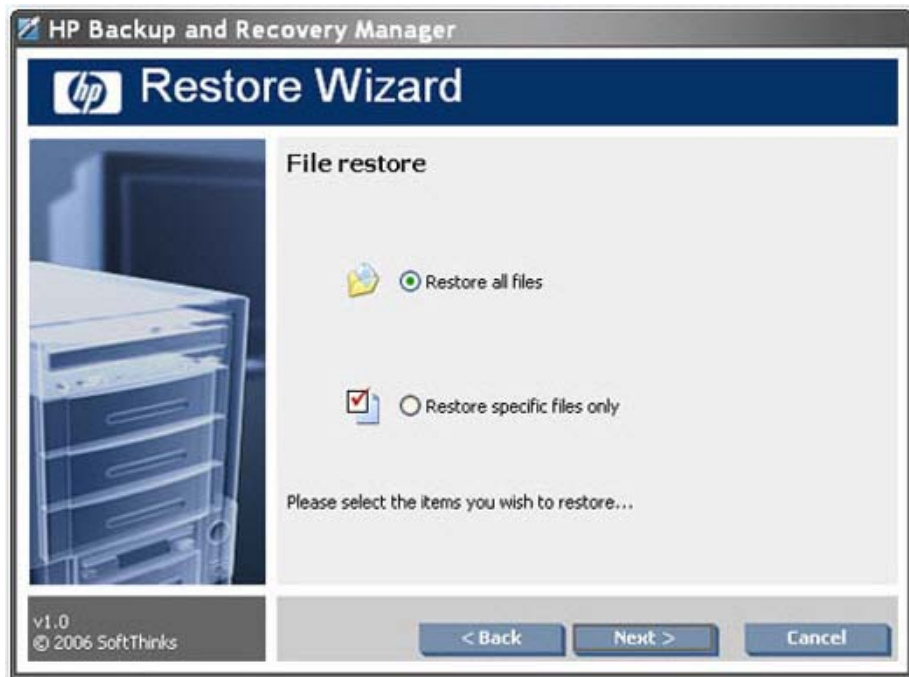 HP Backup and Recovery Manager
hp Restore Wizard
File restore
Restore all files
Restore specific files only
Please select the items you wish to restore...
v1.0
© 2006 SoftThinks
< Back Next > Cancel